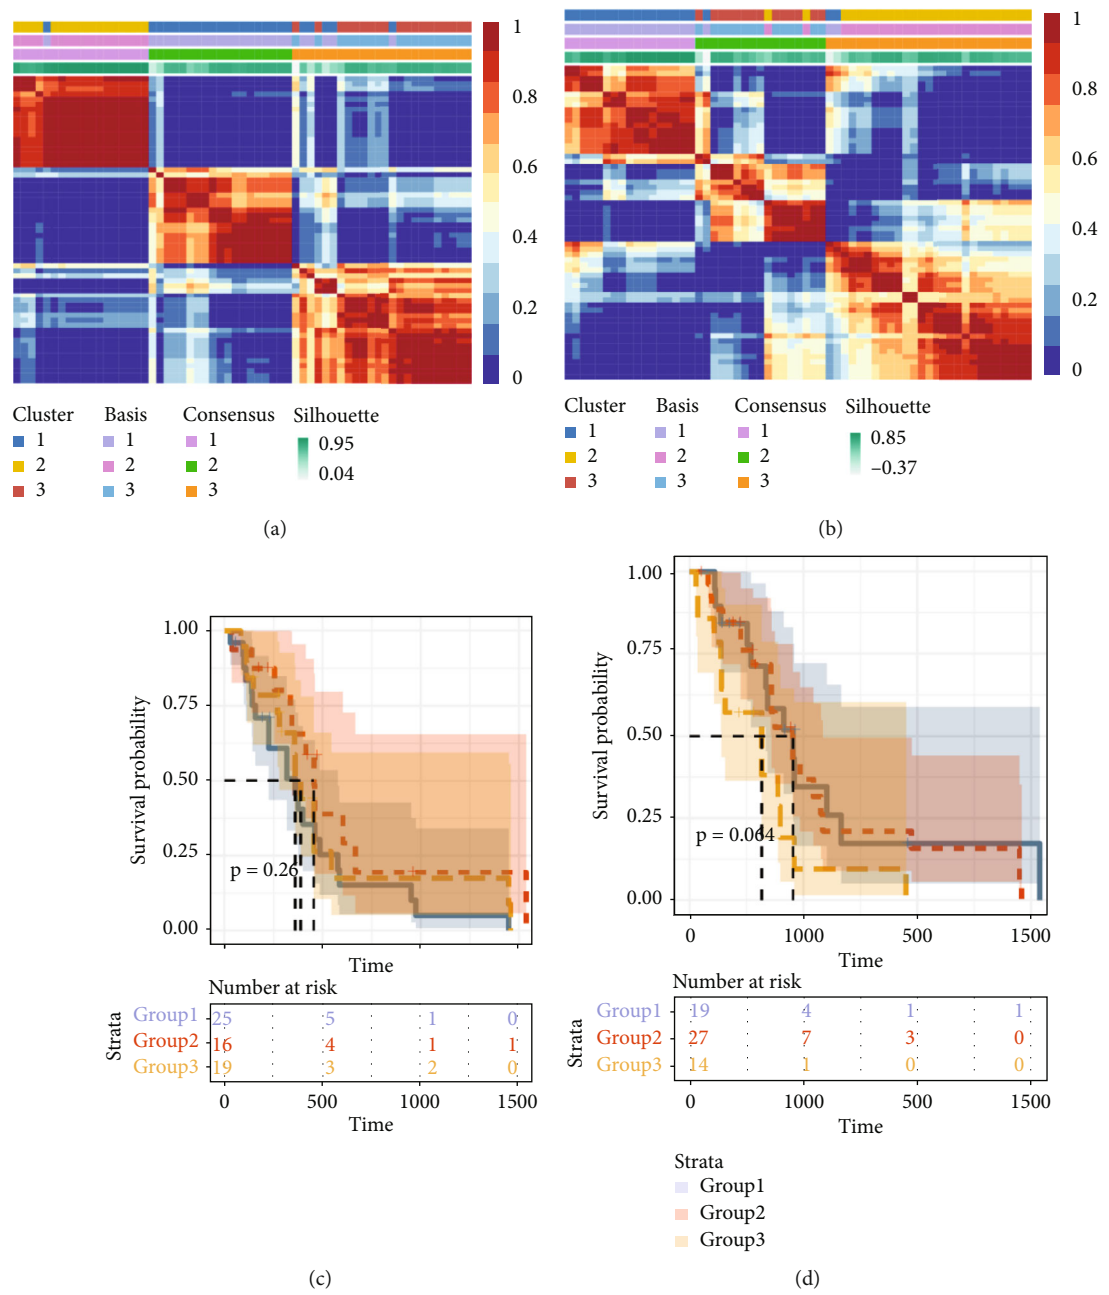 1
0.8
0.6
0.4
0.2
0
Cluster Basis Consensus Silhouette
1 1 1 0.95
2 2 2 0.04
3 3 3
(a)
1
0.8
0.6
0.4
0.2
0
Cluster Basis Consensus Silhouette
1 1 1 0.85
2 2 2 –0.37
3 3 3
(b)
Survival probability
1.00
0.75
0.50
0.25
0.00
p = 0.26
0 500 1000 1500
Time
Number at risk
Strata
Group1 25 5 1 0
Group2 16 4 1 1
Group3 19 3 2 0
0 500 1000 1500
Time
(c)
Survival probability
1.00
0.75
0.50
0.25
0.00
p = 0.064
0 1000 500 1500
Time
Number at risk
Strata
Group1 19 4 1 1
Group2 27 7 3 0
Group3 14 1 0 0
0 1000 500 1500
Time
Strata
Group1
Group2
Group3
(d)